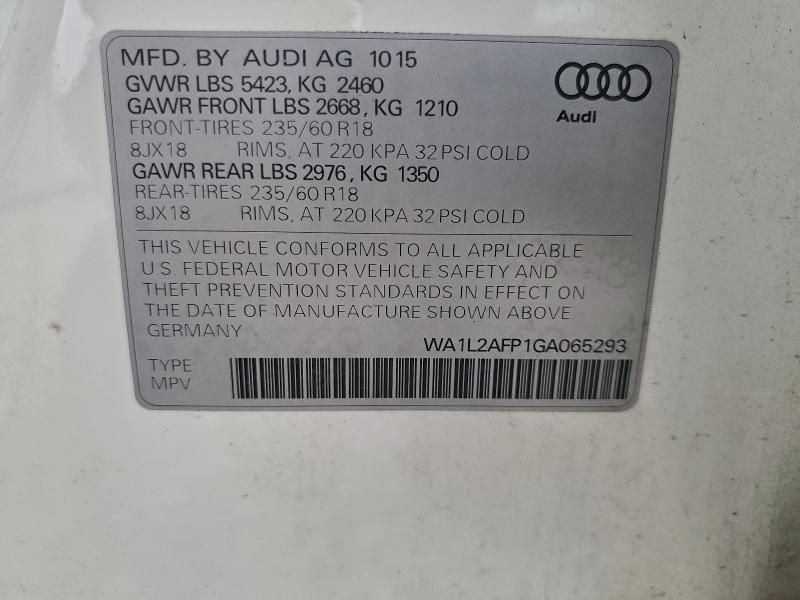 MFD. BY AUDI AG 1015
GVWR LBS 5423, KG 2460
GAWR FRONT LBS 2668, KG 1210
FRONT-TIRES 235/60 R18
8JX18 RIMS, AT 220 KPA 32 PSI COLD
GAWR REAR LBS 2976, KG 1350
REAR-TIRES 235/60 R18
8JX18 RIMS, AT 220 KPA 32 PSI COLD
Audi
THIS VEHICLE CONFORMS TO ALL APPLICABLE
U.S. FEDERAL MOTOR VEHICLE SAFETY AND
THEFT PREVENTION STANDARDS IN EFFECT ON
THE DATE OF MANUFACTURE SHOWN ABOVE.
GERMANY
WA1L2AFP1GA065293
TYPE:
MPV